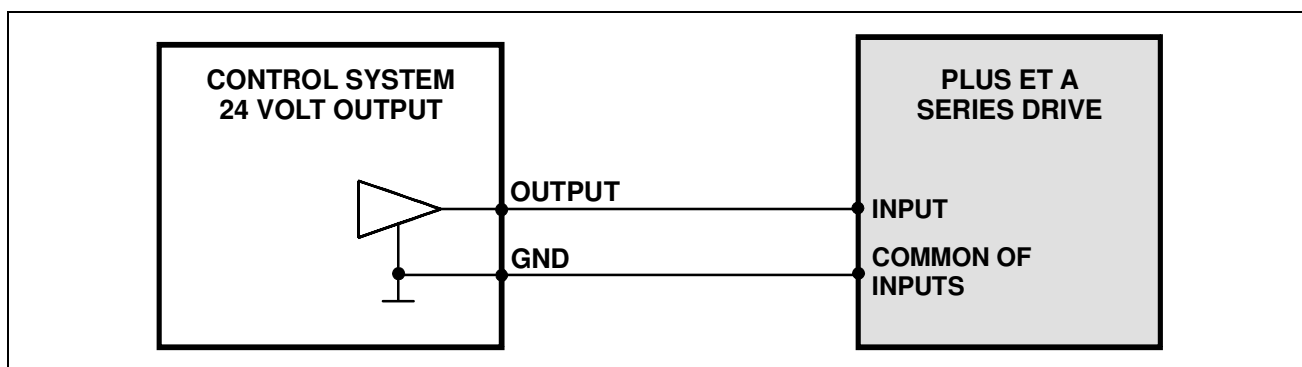 CONTROL SYSTEM
24 VOLT OUTPUT
PLUS ET A
SERIES DRIVE
OUTPUT
INPUT
GND
COMMON OF
INPUTS